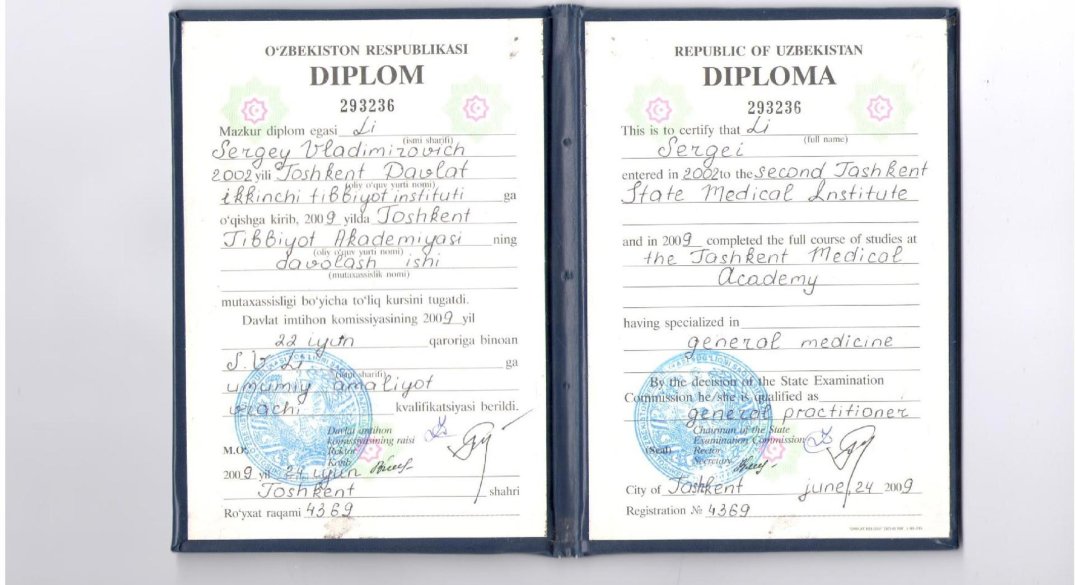 O'ZBEKISTON RESPUBLIKASI
DIPLOM
293236
Mazkur diplom egasi Li
(ismi sharifi)
Sergey Vladimirovich
2002 yili Toshkent Davlat
(oliy o'quv yurti nomi)
ikkinchi tibbiyot instituti ga
o'qishga kirib, 2009 yilda Toshkent
Tibbiyot Akademiyasi ning
(oliy o'quv yurti nomi)
davolash ishi
(mutaxassislik nomi)
mutaxassisligi bo'yicha to'liq kursini tugatdi.
Davlat imtihon komissiyasining 2009 yil
22 iyun qaroriga binoan
S.V. Li ga
(ismi sharifi)
umumiy amaliyot
vrachi kvalifikatsiyasi berildi.
Davlat imtihon
komissiyasining raisi
M.O'. Rektor
Kotib
2009 yil 24 iyun
Toshkent shahri
Ro'yxat raqami 4369
REPUBLIC OF UZBEKISTAN
DIPLOMA
293236
This is to certify that Li
(full name)
Sergei
entered in 2002 to the second Tashkent
State Medical Institute
and in 2009 completed the full course of studies at
the Tashkent Medical
Academy
having specialized in
general medicine
By the decision of the State Examination
Commission he/she is qualified as
general practitioner
Chairman of the State
Examination Commission
(Seal) Rector
Secretary
City of Tashkent june, 24 2009
Registration № 4369